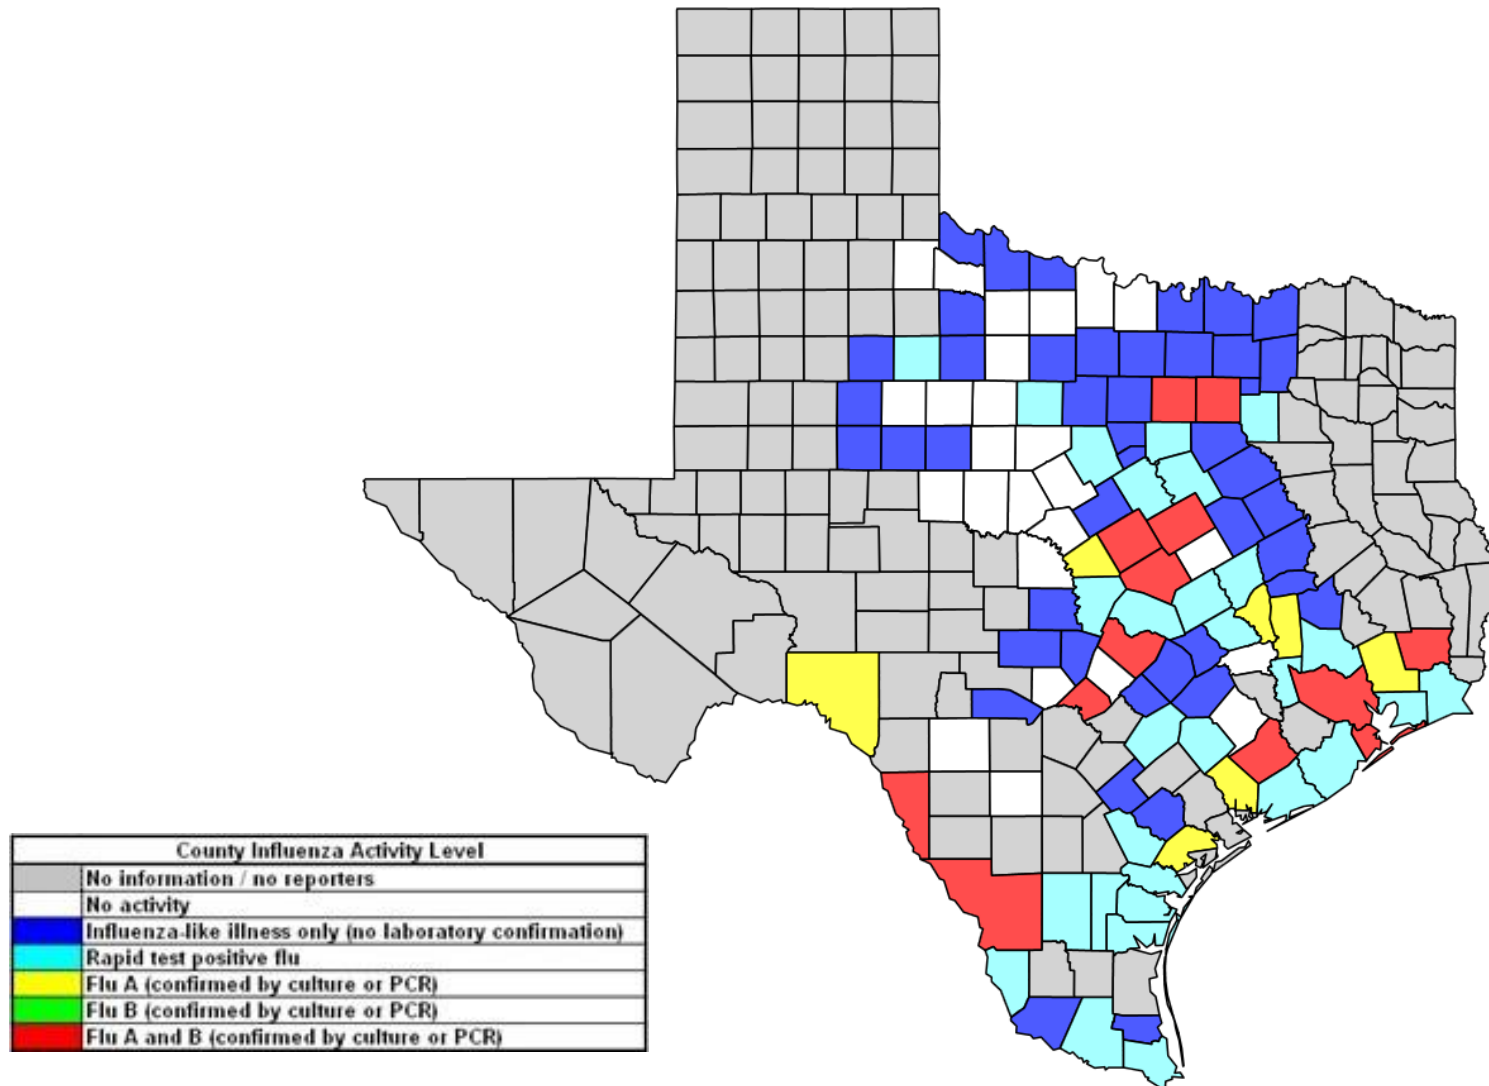 County Influenza Activity Level
No information / no reporters
No activity
Influenza-like illness only (no laboratory confirmation)
Rapid test positive flu
Flu A (confirmed by culture or PCR)
Flu B (confirmed by culture or PCR)
Flu A and B (confirmed by culture or PCR)